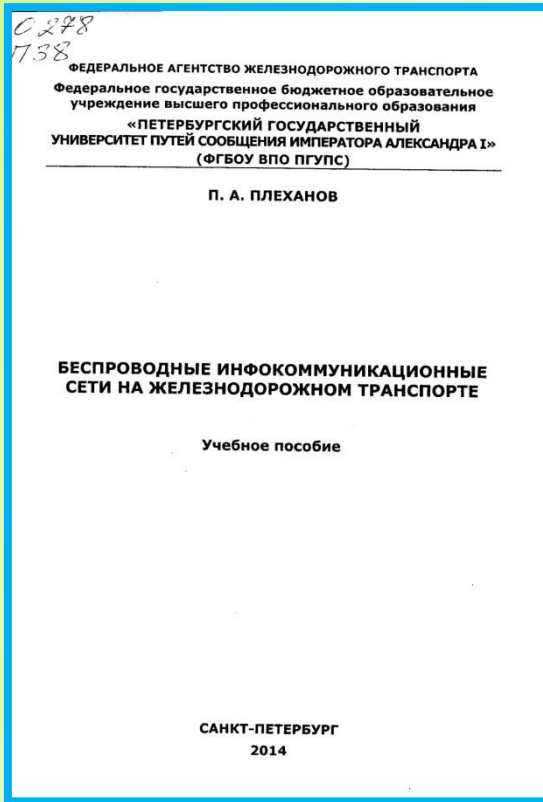 С 278
П38
ФЕДЕРАЛЬНОЕ АГЕНТСТВО ЖЕЛЕЗНОДОРОЖНОГО ТРАНСПОРТА
Федеральное государственное бюджетное образовательное
учреждение высшего профессионального образования
«ПЕТЕРБУРГСКИЙ ГОСУДАРСТВЕННЫЙ
УНИВЕРСИТЕТ ПУТЕЙ СООБЩЕНИЯ ИМПЕРАТОРА АЛЕКСАНДРА I»
(ФГБОУ ВПО ПГУПС)
П. А. ПЛЕХАНОВ
БЕСПРОВОДНЫЕ ИНФОКОММУНИКАЦИОННЫЕ
СЕТИ НА ЖЕЛЕЗНОДОРОЖНОМ ТРАНСПОРТЕ
Учебное пособие
САНКТ-ПЕТЕРБУРГ
2014